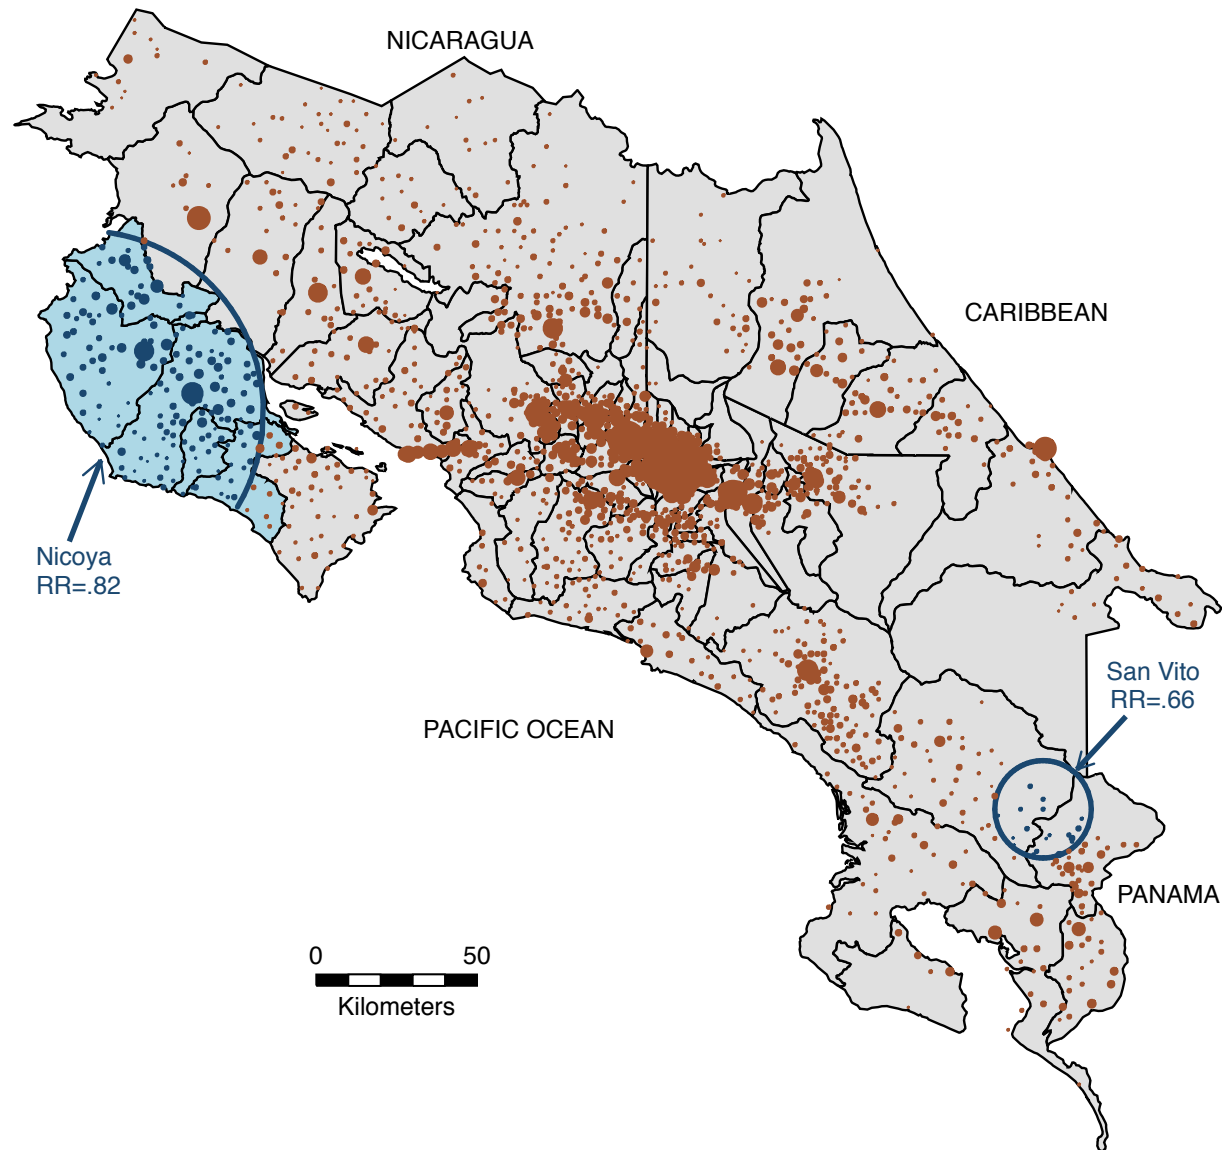 NICARAGUA
CARIBBEAN
Nicoya
RR=.82
San Vito
RR=.66
PACIFIC OCEAN
PANAMA
0 50
Kilometers